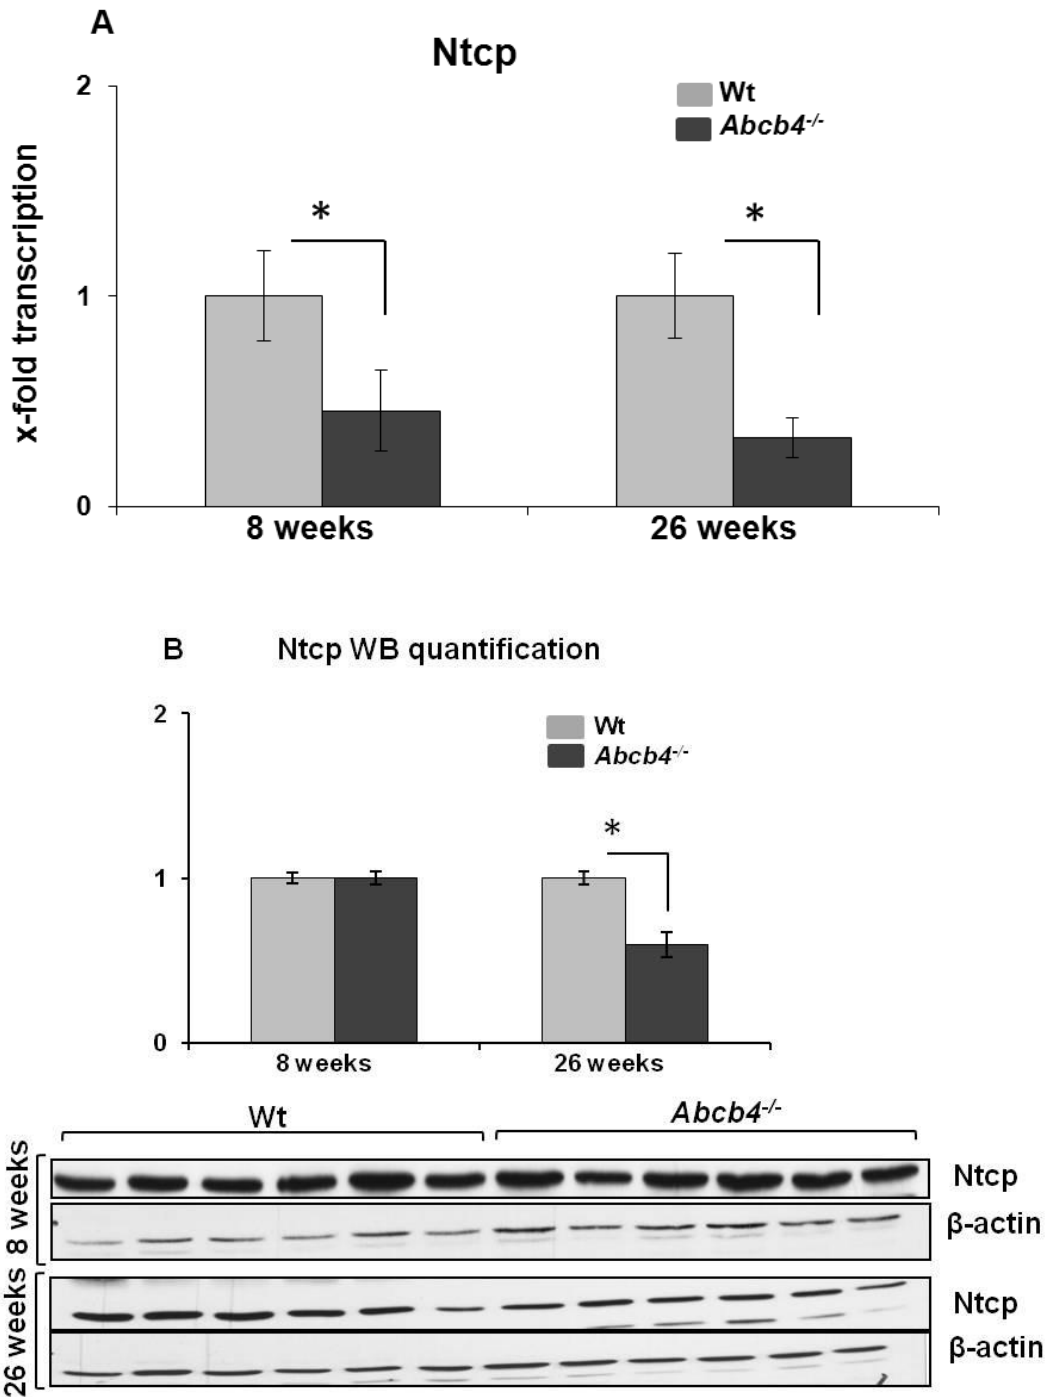 A
Ntcp
2
Wt
Abcb4-/-
x-fold transcription
*
*
1
0
8 weeks
26 weeks
B
Ntcp WB quantification
2
Wt
Abcb4-/-
*
1
0
8 weeks
26 weeks
Wt
Abcb4-/-
8 weeks
Ntcp
β-actin
26 weeks
Ntcp
β-actin